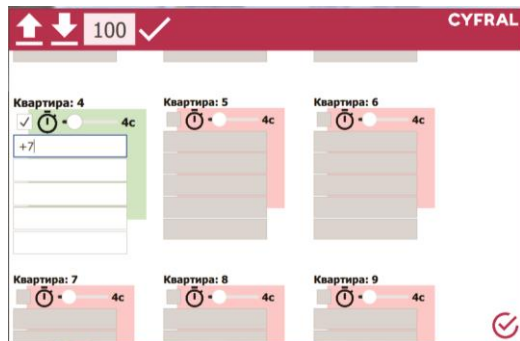 100
CYFRAL
Квартира: 4
4с
+7
Квартира: 5
4с
Квартира: 6
4с
Квартира: 7
4с
Квартира: 8
4с
Квартира: 9
4с